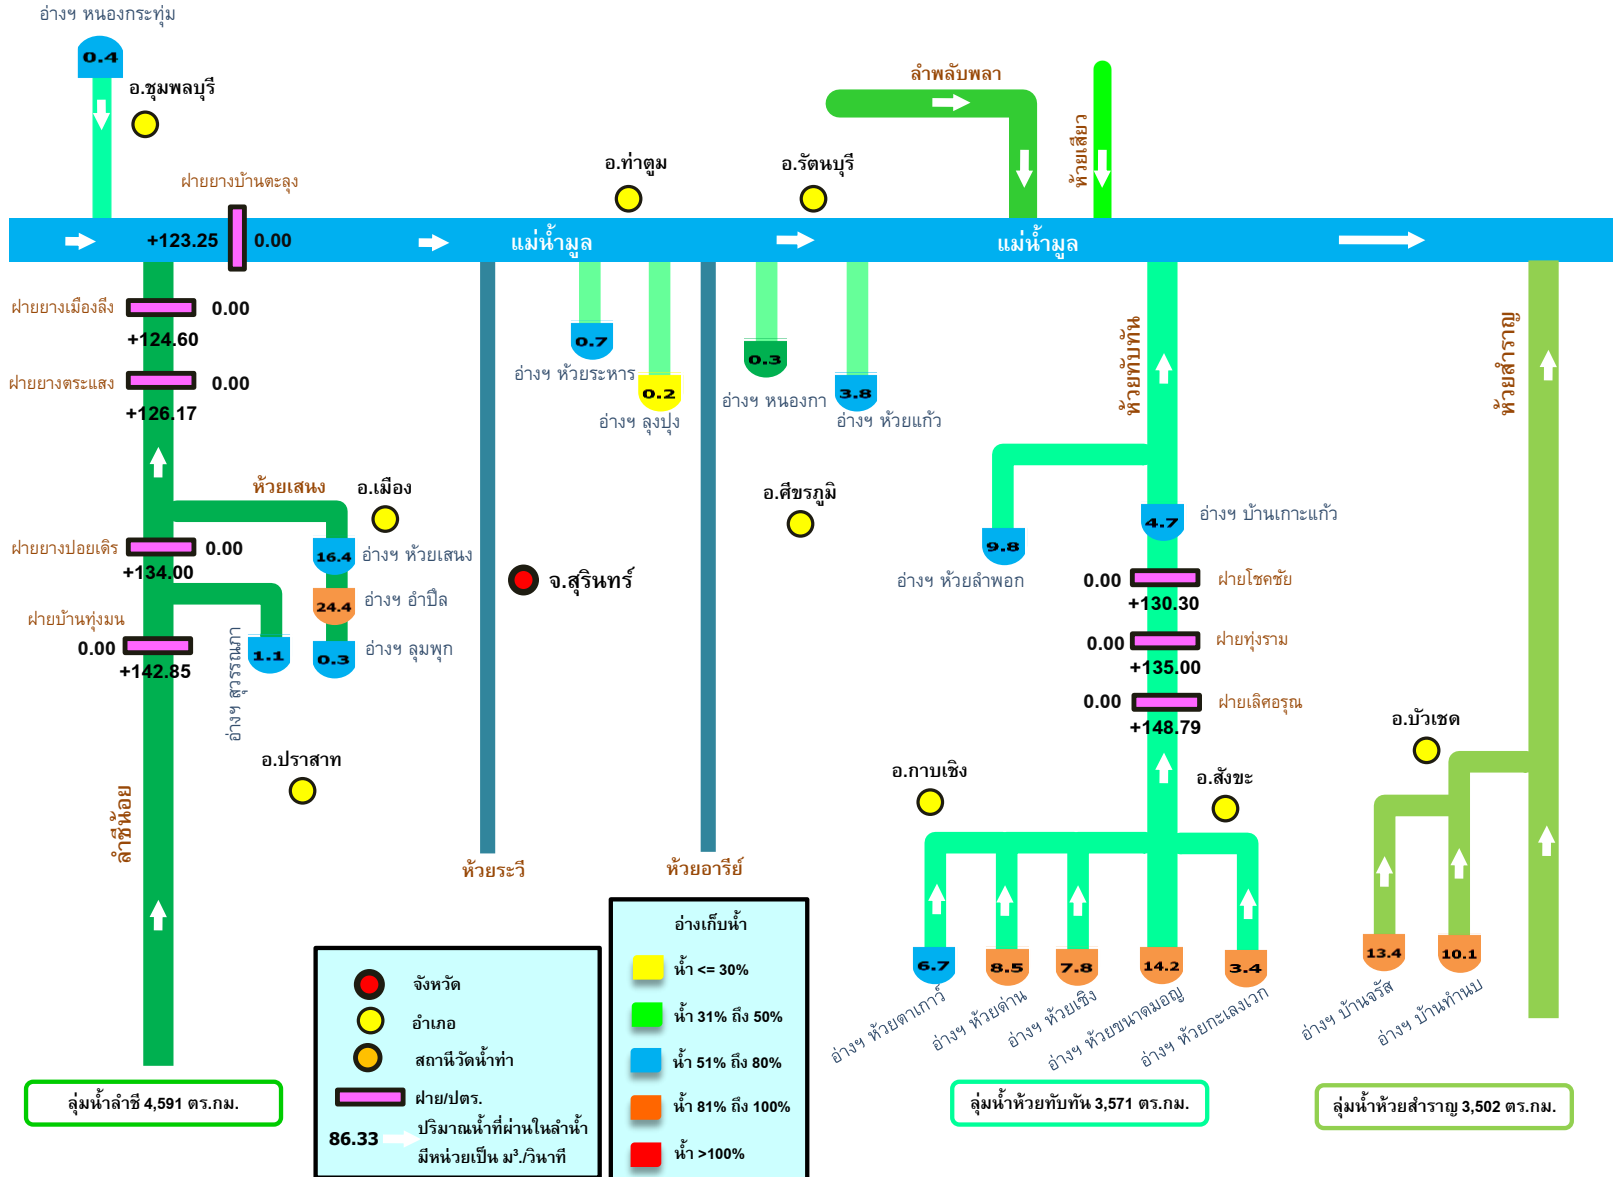 อ่างฯ หนองกระทุ่ม
0.4
อ.ชุมพลบุรี
ลำพลับพลา
ห้วยเสียว
อ.ท่าตูม
อ.รัตนบุรี
ฝายยางบ้านตะลุง
+123.25
0.00
แม่น้ำมูล
แม่น้ำมูล
ฝายยางเมืองลีง
0.00
+124.60
ฝายยางตระแสง
0.00
+126.17
0.7
อ่างฯ ห้วยระหาร
0.2
อ่างฯ ลุงปุง
0.3
อ่างฯ หนองกา
3.8
อ่างฯ ห้วยแก้ว
ห้วยทับทัน
ห้วยสำราญ
ห้วยเสนง
อ.เมือง
อ.ศีขรภูมิ
ฝายยางปอยเดิร
0.00
+134.00
16.4
อ่างฯ ห้วยเสนง
24.4
อ่างฯ อำปึล
0.3
อ่างฯ ลุมพุก
จ.สุรินทร์
9.8
อ่างฯ ห้วยลำพอก
4.7
อ่างฯ บ้านเกาะแก้ว
0.00
ฝายโชคชัย
+130.30
0.00
ฝายทุ่งราม
+135.00
0.00
ฝายเลิศอรุณ
+148.79
ฝายบ้านทุ่งมน
0.00
+142.85
1.1
อ่างฯ สุวรรณภา
อ.ปราสาท
ลำชีน้อย
ห้วยระวี
ห้วยอารีย์
อ.กาบเชิง
อ.สังขะ
อ.บัวเชด
6.7
8.5
7.8
14.2
3.4
13.4
10.1
อ่างฯ ห้วยตาเกาว์
อ่างฯ ห้วยด่าน
อ่างฯ ห้วยเชิง
อ่างฯ ห้วยขนาดมอญ
อ่างฯ ห้วยกะเลงเวก
อ่างฯ บ้านจรัส
อ่างฯ บ้านทำนบ
ลุ่มน้ำลำชี 4,591 ตร.กม.
จังหวัด
อำเภอ
สถานีวัดน้ำท่า
ฝาย/ปตร.
86.33
ปริมาณน้ำที่ผ่านในลำน้ำ
มีหน่วยเป็น ม³./วินาที
อ่างเก็บน้ำ
น้ำ <= 30%
น้ำ 31% ถึง 50%
น้ำ 51% ถึง 80%
น้ำ 81% ถึง 100%
น้ำ >100%
ลุ่มน้ำห้วยทับทัน 3,571 ตร.กม.
ลุ่มน้ำห้วยสำราญ 3,502 ตร.กม.